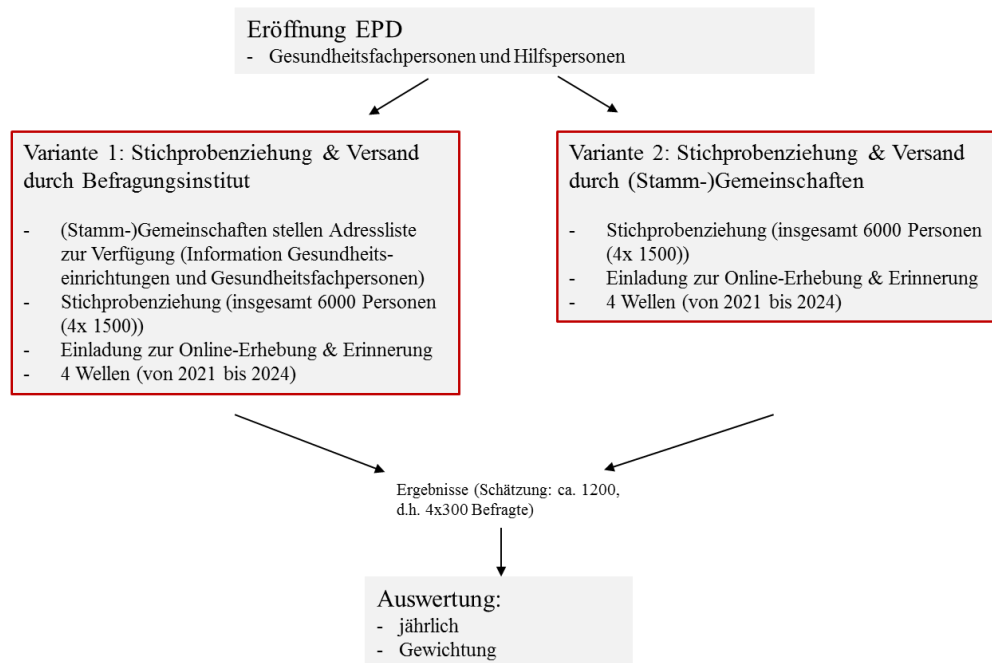 Eröffnung EPD
- Gesundheitsfachpersonen und Hilfspersonen
Variante 1: Stichprobenziehung & Versand
durch Befragungsinstitut
- (Stamm-)Gemeinschaften stellen Adressliste
zur Verfügung (Information Gesundheits-
einrichtungen und Gesundheitsfachpersonen)
- Stichprobenziehung (insgesamt 6000 Personen
(4x 1500))
- Einladung zur Online-Erhebung & Erinnerung
- 4 Wellen (von 2021 bis 2024)
Variante 2: Stichprobenziehung & Versand
durch (Stamm-)Gemeinschaften
- Stichprobenziehung (insgesamt 6000 Personen
(4x 1500))
- Einladung zur Online-Erhebung & Erinnerung
- 4 Wellen (von 2021 bis 2024)
Ergebnisse (Schätzung: ca. 1200,
d.h. 4x300 Befragte)
Auswertung:
- jährlich
- Gewichtung